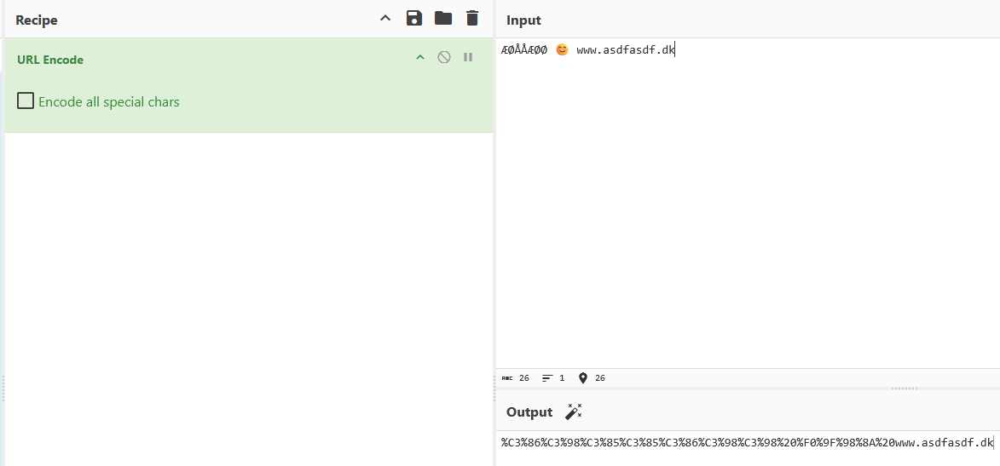 Recipe
URL Encode
Encode all special chars
Input
ÆØÅÅÆØØ 😊 www.asdfasdf.dk
ABC 26 1 26
Output
%C3%86%C3%98%C3%85%C3%85%C3%86%C3%98%C3%98%20%F0%9F%98%8A%20www.asdfasdf.dk